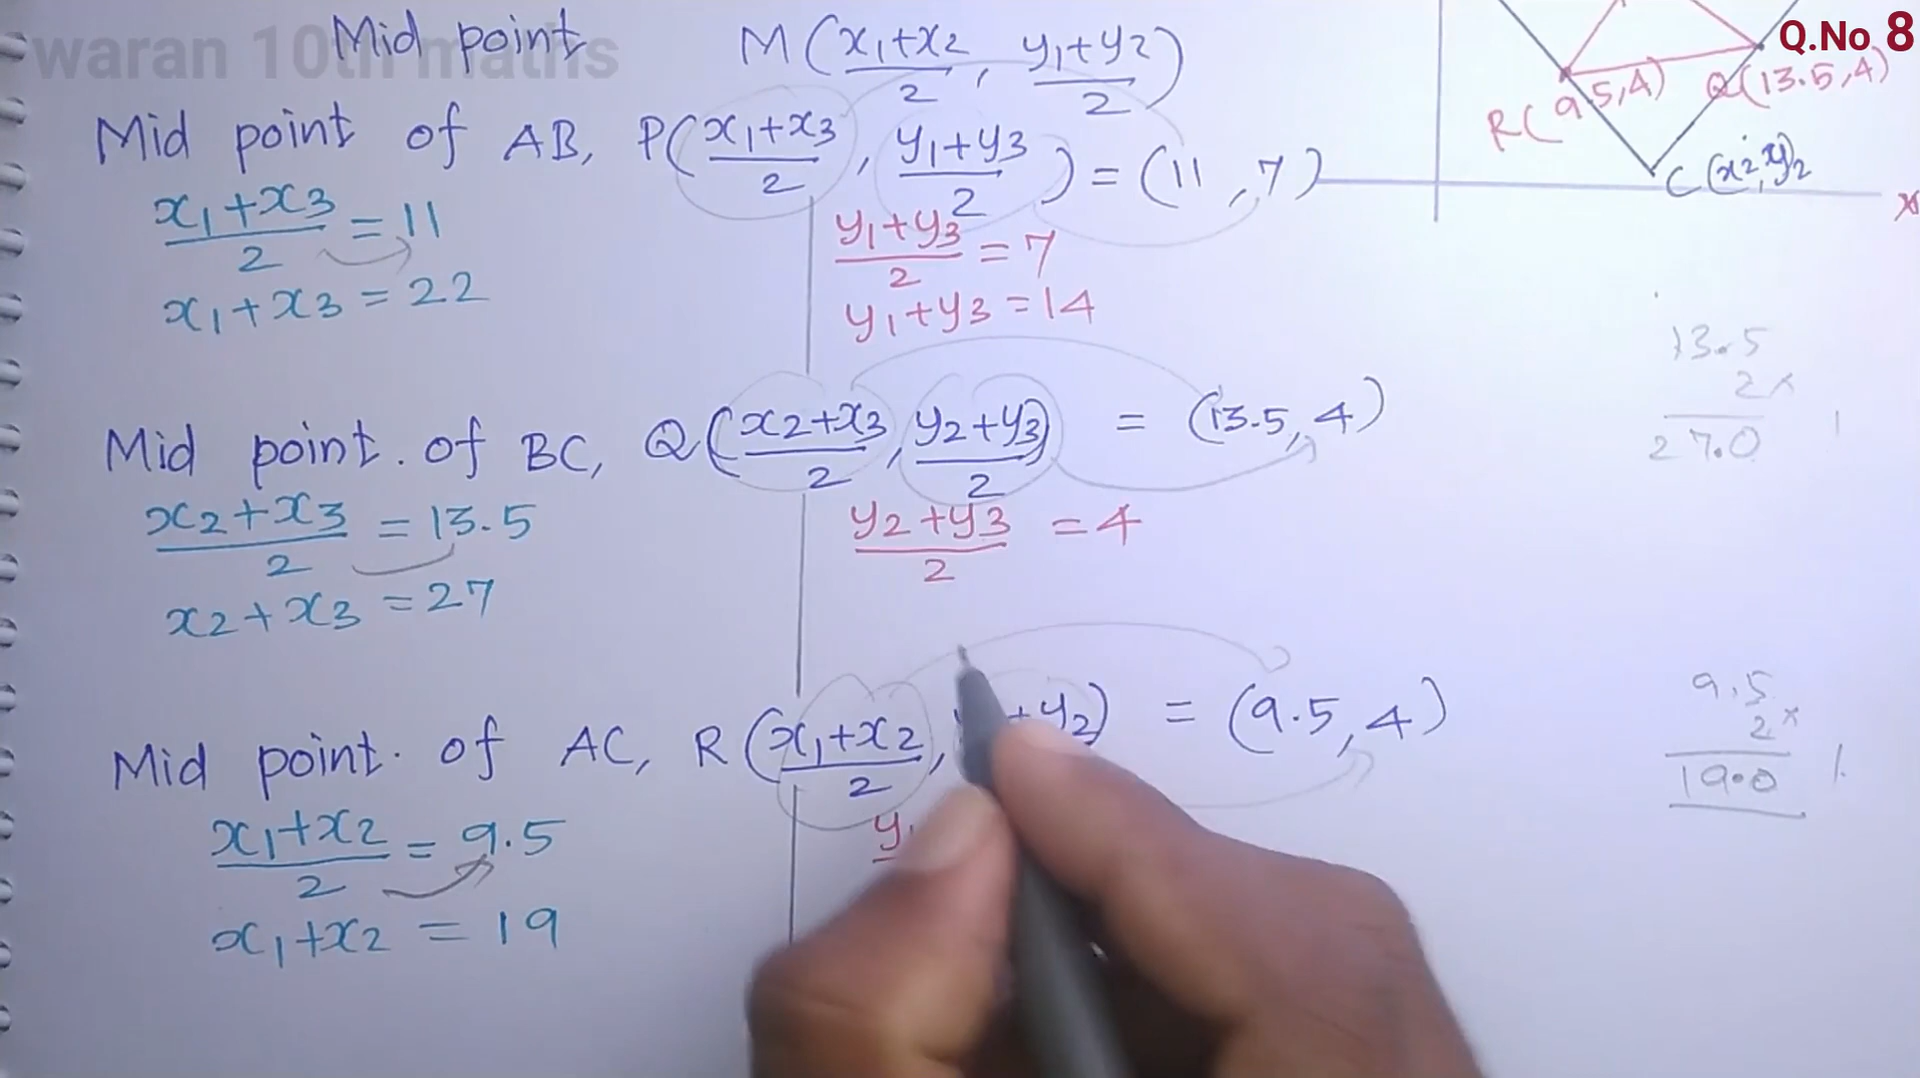 waran 10th maths
Q.No 8
Mid point M(x1+x2/2, y1+y2/2)
R(9.5,4) Q(13.5,4)
C(x2,y)2
x
Mid point of AB, P(x1+x3/2, y1+y3/2) = (11,7)
x1+x3/2 = 11
y1+y3/2 = 7
x1+x3 = 22
y1+y3 = 14
13.5
2×
27.0
Mid point. of BC, Q(x2+x3/2, y2+y3/2) = (13.5,4)
x2+x3/2 = 13.5
y2+y3/2 = 4
x2+x3 = 27
9.5
2×
19.0
Mid point. of AC, R(x1+x2/2, +y2) = (9.5,4)
x1+x2/2 = 9.5
y1
x1+x2 = 19